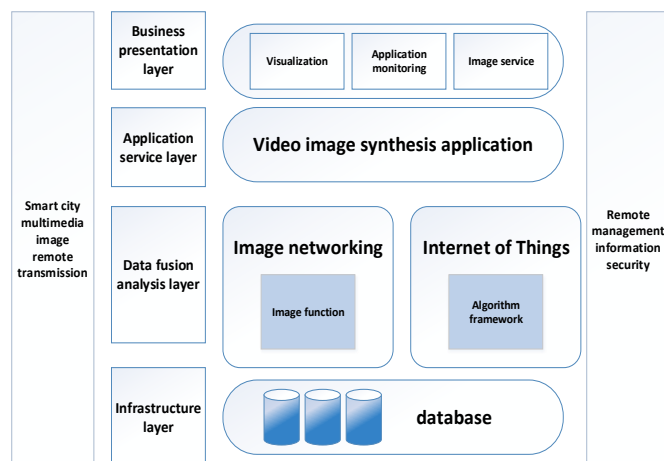 Smart city
multimedia
image
remote
transmission
Business
presentation
layer
Visualization
Application
monitoring
Image service
Application
service layer
Video image synthesis application
Data fusion
analysis layer
Image networking
Image function
Internet of Things
Algorithm
framework
Infrastructure
layer
database
Remote
management
information
security